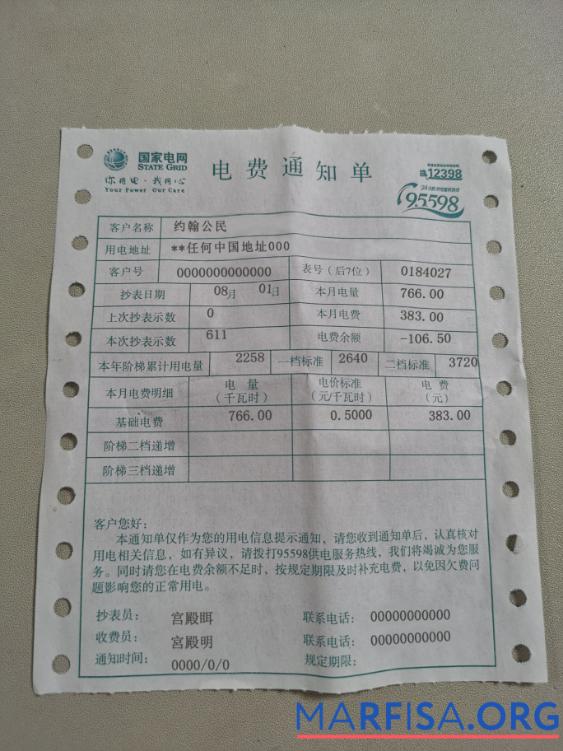 国家电网
STATE GRID
你用电·我用心
Your Power Our Care
电费通知单
12398
24小时供电服务热线
95598
客户名称 约翰公民
用电地址 **任何中国地址000
客户号 0000000000000 表号（后7位） 0184027
抄表日期 08月 01日 本月电量 766.00
上次抄表示数 0 本月电费 383.00
本次抄表示数 611 电费余额 -106.50
本年阶梯累计用电量 2258 一档标准 2640 二档标准 3720
本月电费明细 电量（千瓦时） 电价标准（元/千瓦时） 电费（元）
基础电费 766.00 0.5000 383.00
阶梯二档递增
阶梯三档递增
客户您好：
本通知单仅作为您的用电信息提示通知，请您收到通知单后，认真核对
用电相关信息，如有异议，请拨打95598供电服务热线，我们将竭诚为您服
务。同时请您在电费余额不足时，按规定期限及时补充电费，以免因欠费问
题影响您的正常用电。
抄表员： 宫殿眲 联系电话： 00000000000
收费员： 宫殿明 联系电话： 00000000000
通知时间： 0000/0/0 规定期限：
MARFISA.ORG